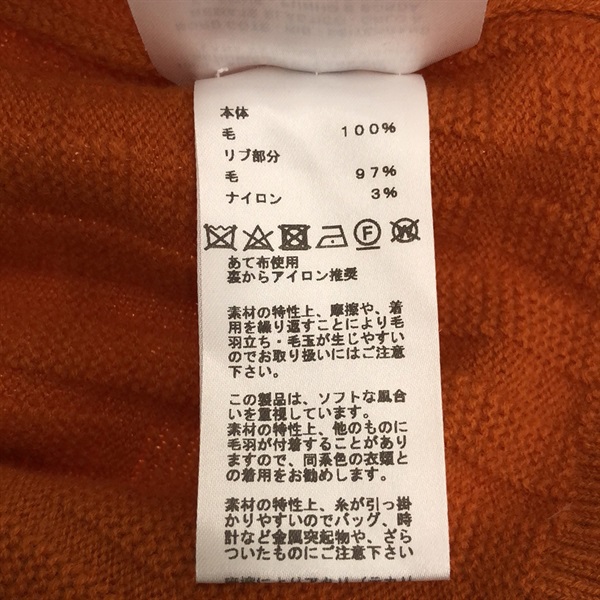 本体
毛 100%
リブ部分
毛 97%
ナイロン 3%
F W
あて布使用
裏からアイロン推奨
素材の特性上、摩擦や、着
用を繰り返すことにより毛
羽立ち・毛玉が生じやすい
のでお取り扱いにはご注意
下さい。
この製品は、ソフトな風合
いを重視しています。
素材の特性上、他のものに
毛羽が付着することがあり
ますので、同系色の衣類と
の着用をお勧めします。
素材の特性上、糸が引っ掛
かりやすいのでバッグ、時
計など金属突起物や、ざら
ついたものにはご注意下さ